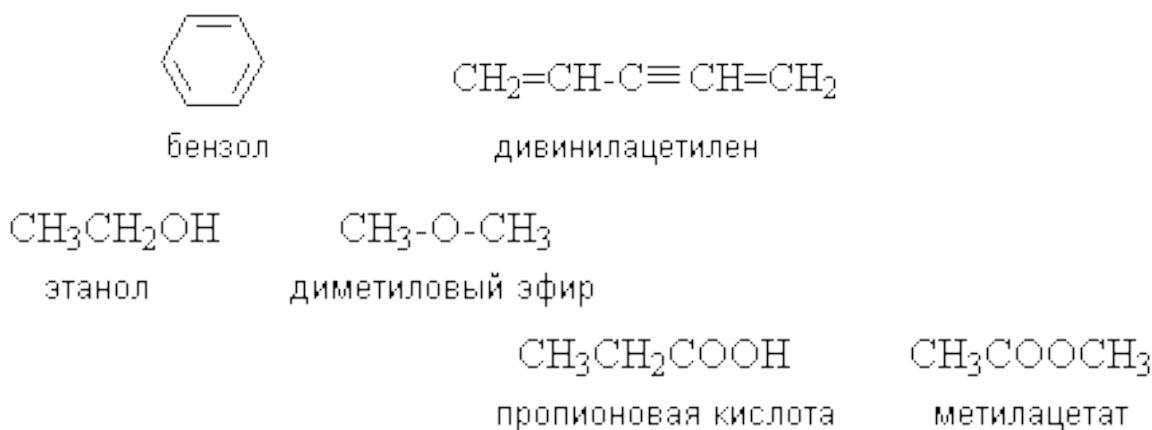 CH₂=CH-C≡CH=CH₂
бензол дивинилацетилен
CH₃CH₂OH CH₃-O-CH₃
этанол диметиловый эфир
CH₃CH₂COOH CH₃COOCH₃
пропионовая кислота метилацетат